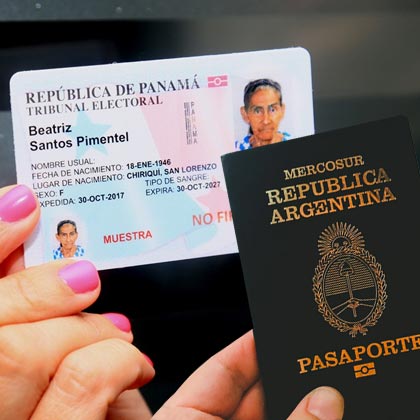 REPÚBLICA DE PANAMÁ
TRIBUNAL ELECTORAL
Beatriz
Santos Pimentel
NOMBRE USUAL:
FECHA DE NACIMIENTO: 18-ENE-1946
LUGAR DE NACIMIENTO: CHIRIQUÍ, SAN LORENZO
SEXO: F TIPO DE SANGRE:
EXPEDIDA: 30-OCT-2017 EXPIRA: 30-OCT-2027
MUESTRA
NO FI
PANAMA
MERCOSUR
REPUBLICA
ARGENTINA
PASAPORTE